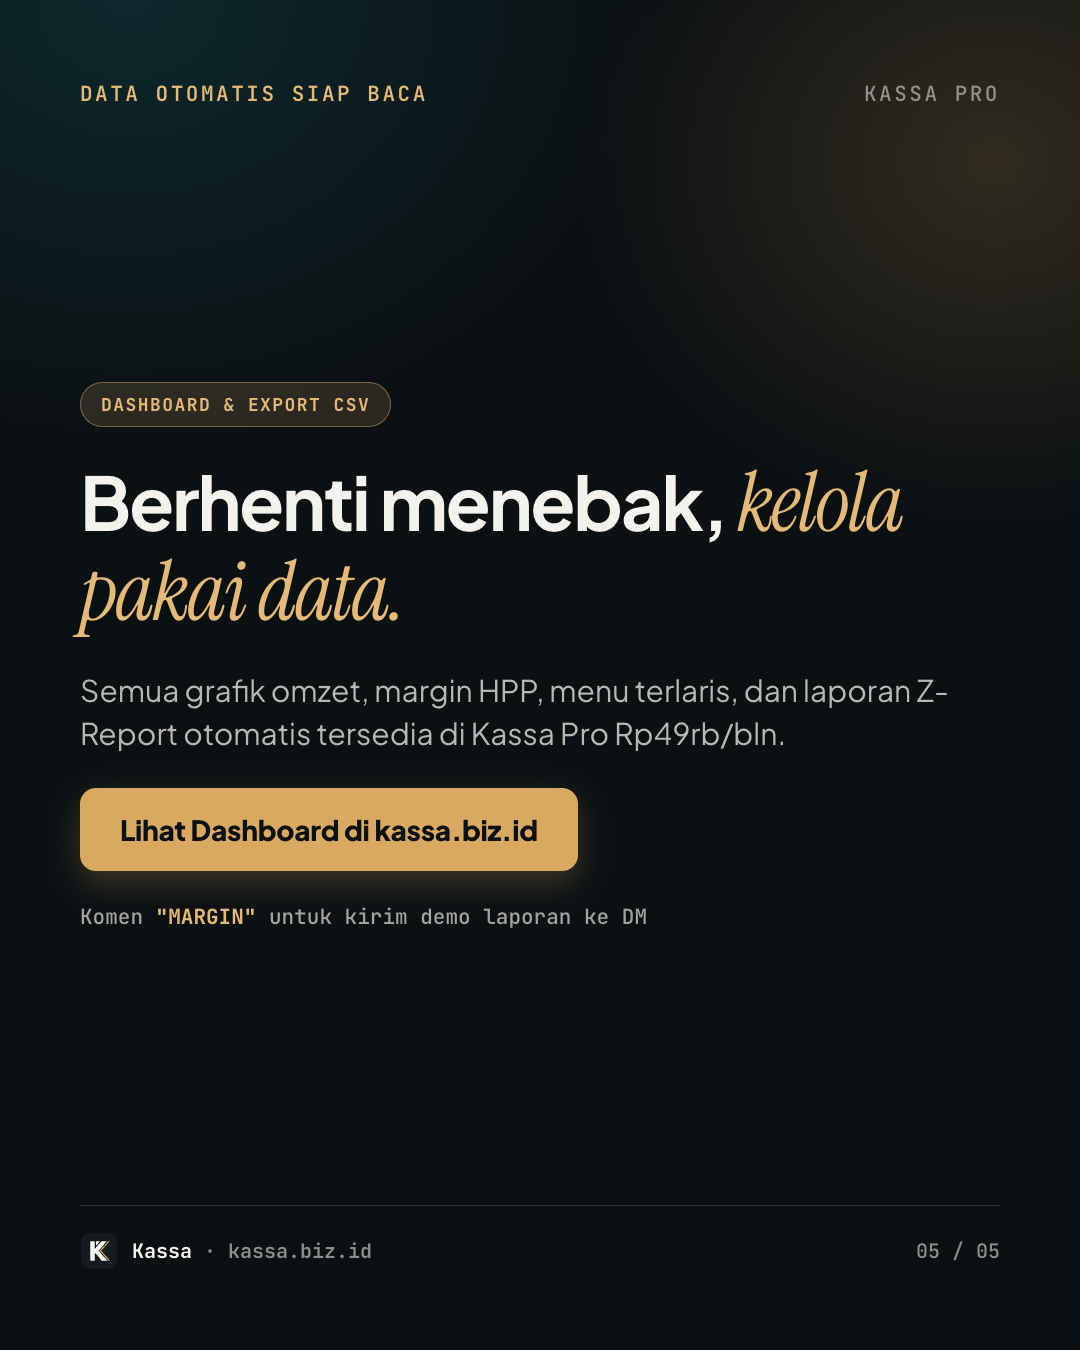 DATA OTOMATIS SIAP BACA
KASSA PRO
DASHBOARD & EXPORT CSV
Berhenti menebak, kelola
pakai data.
Semua grafik omzet, margin HPP, menu terlaris, dan laporan Z-
Report otomatis tersedia di Kassa Pro Rp49rb/bln.
Lihat Dashboard di kassa.biz.id
Komen "MARGIN" untuk kirim demo laporan ke DM
Kassa · kassa.biz.id
05 / 05